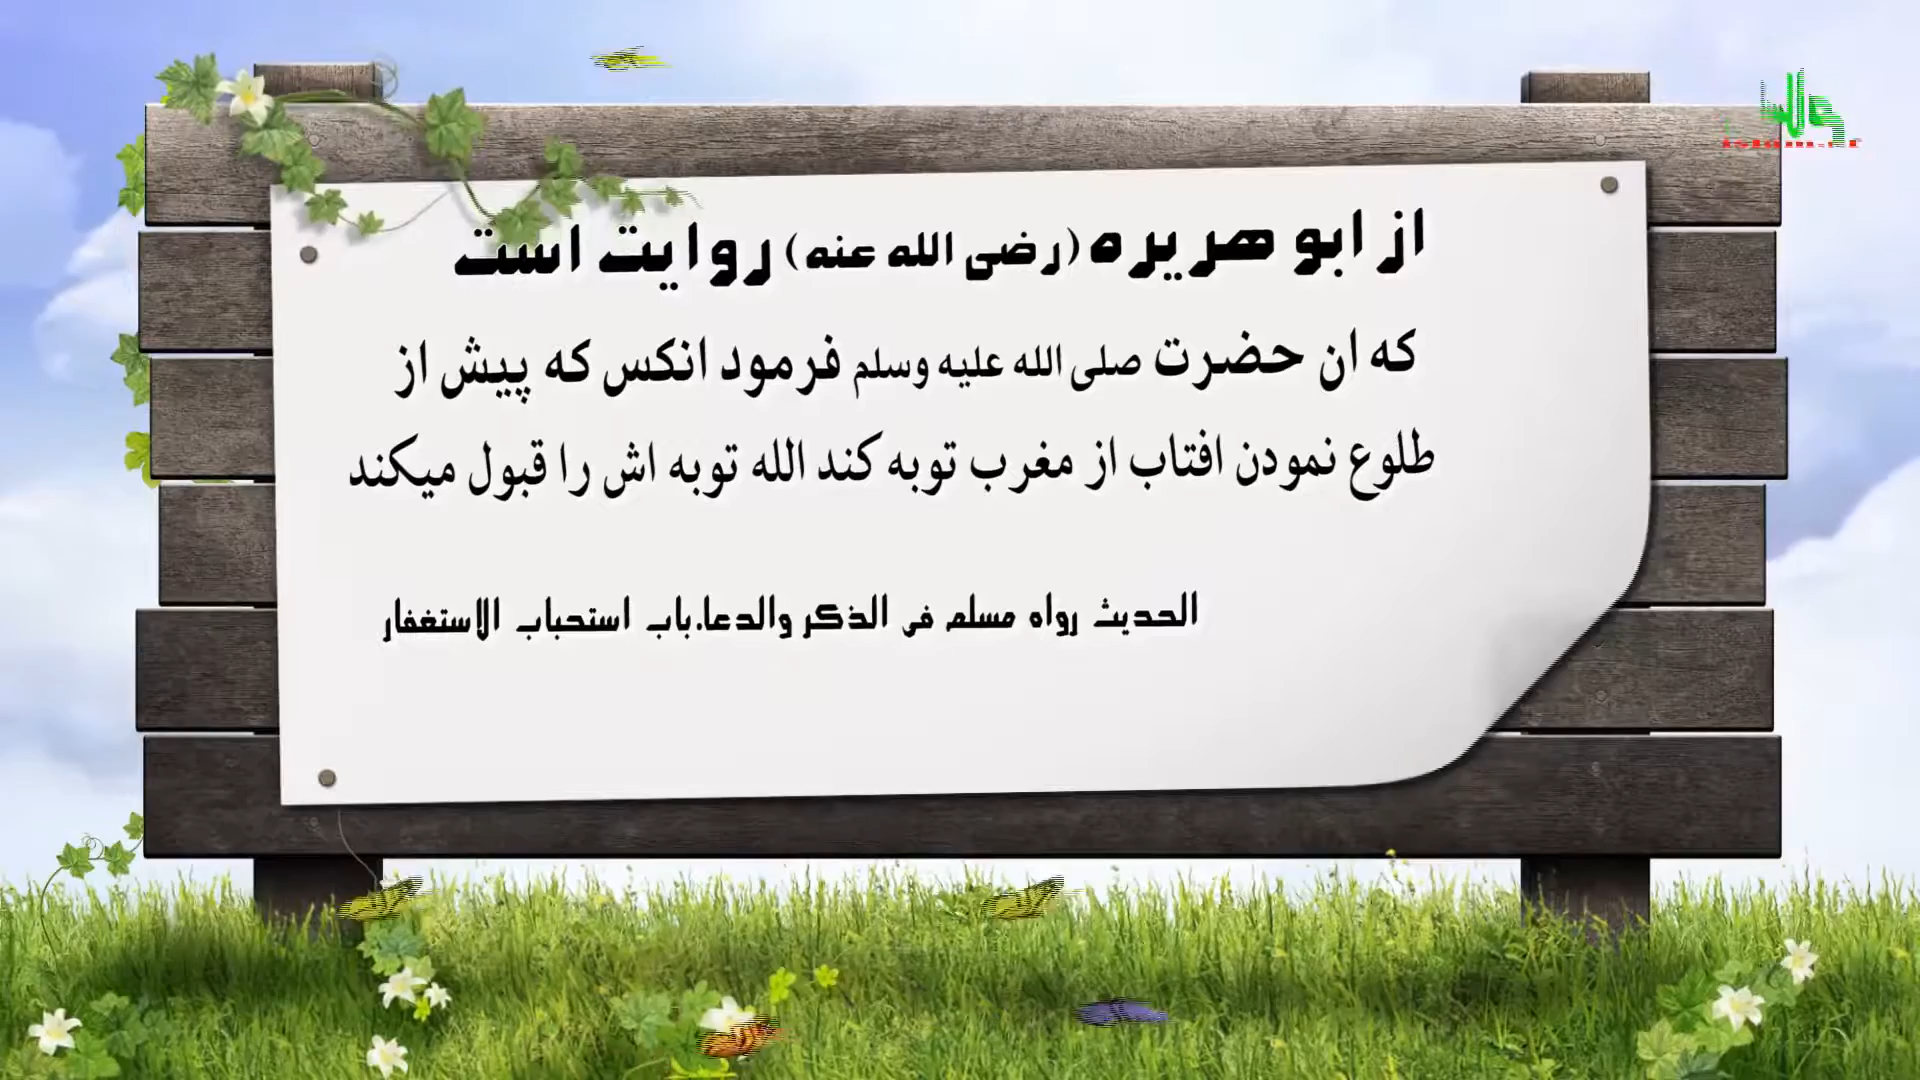 از ابو هریره (رضی الله عنه) روایت است
که ان حضرت صلی الله علیه وسلم فرمود انکس که پیش از
طلوع نمودن افتاب از مغرب توبه کند الله توبه اش را قبول میکند
الحدیث رواه مسلم فی الذکر والدعا.باب استحباب الاستغفار